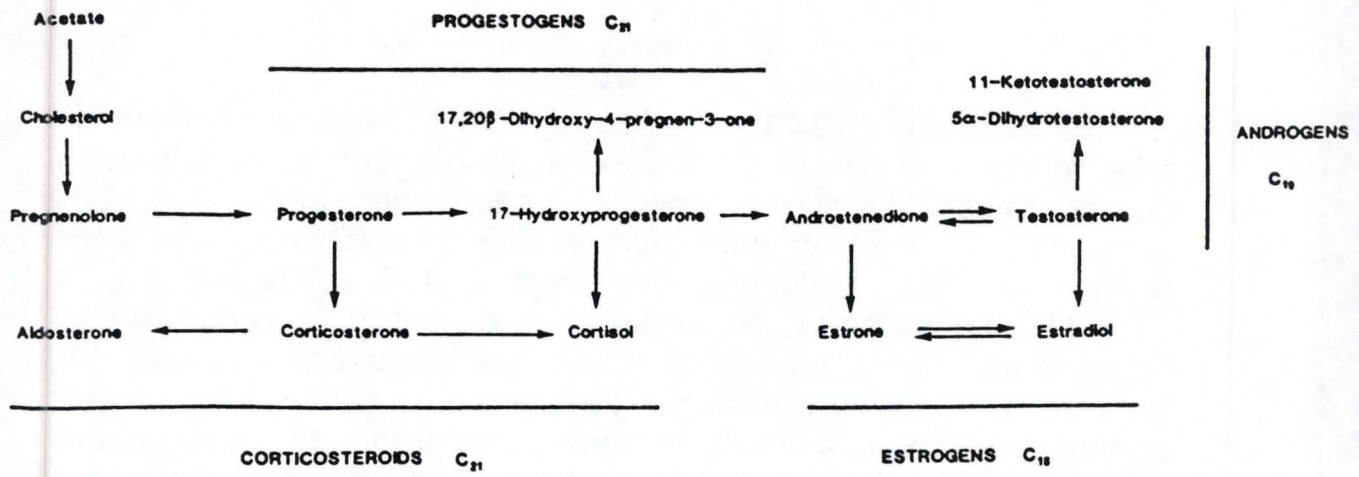 Acetate
PROGESTOGENS C₂₁
11-Ketotestosterone
Cholesterol 17,20β-Dihydroxy-4-pregnen-3-one 5α-Dihydrotestosterone
ANDROGENS
C₁₉
Pregnenolone Progesterone 17-Hydroxyprogesterone Androstenedione Testosterone
Aldosterone Corticosterone Cortisol Estrone Estradiol
CORTICOSTEROIDS C₂₁ ESTROGENS C₁₈